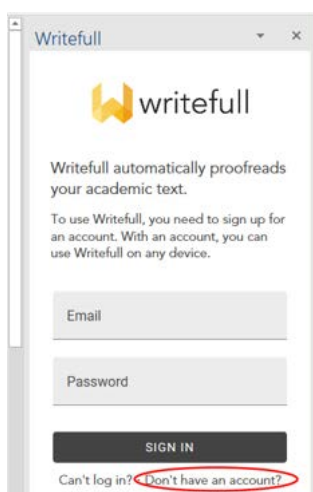 Writefull
writefull
Writefull automatically proofreads
your academic text.
To use Writefull, you need to sign up for
an account. With an account, you can
use Writefull on any device.
Email
Password
SIGN IN
Can't log in? Don't have an account?